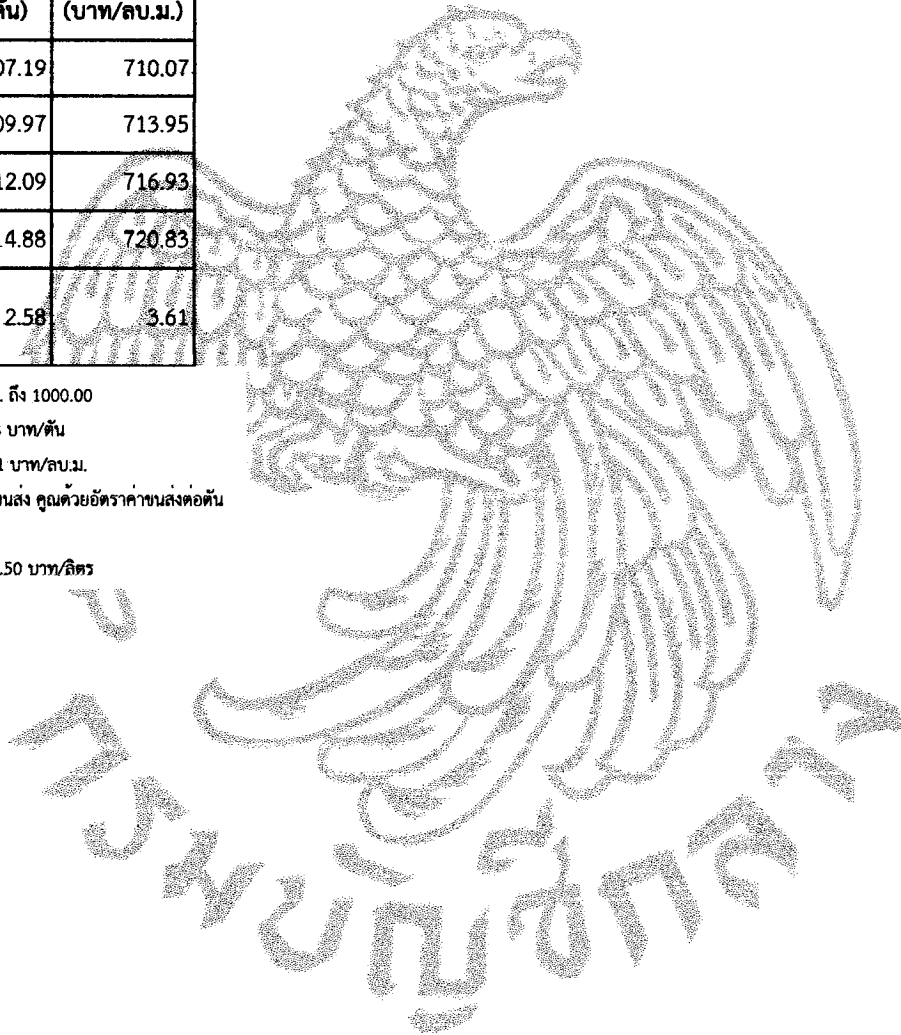 (บาท/ลบ.ม.)
07.19 710.07
09.97 713.95
12.09 716.93
4.88 720.83
2.58 3.61
ถึง 1000.00
บาท/ตัน
บาท/ลบ.ม.
คูณด้วยอัตราค่าขนส่งต่อตัน
.50 บาท/ลิตร
กรมบัญชีกลาง